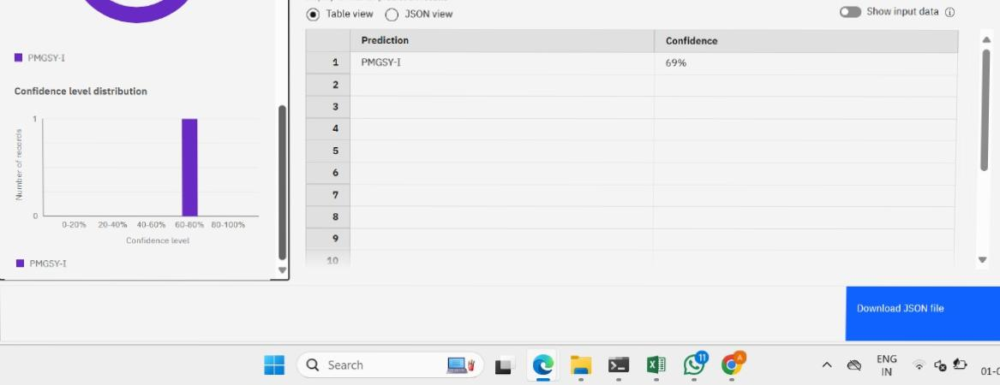 Table view JSON view Show input data
PMGSY-I
Confidence level distribution
1
Number of records
0
0-20% 20-40% 40-60% 60-80% 80-100%
Confidence level
PMGSY-I
Prediction Confidence
1 PMGSY-I 69%
2
3
4
5
6
7
8
9
10
Download JSON file
Search
11
A
ENG
IN